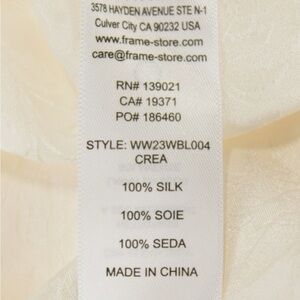 3578 HAYDEN AVENUE STE N-1
Culver City CA 90232 USA
www.frame-store.com
care@frame-store.com
RN# 139021
CA# 19371
PO# 186460
STYLE: WW23WBL004
CREA
100% SILK
100% SOIE
100% SEDA
MADE IN CHINA